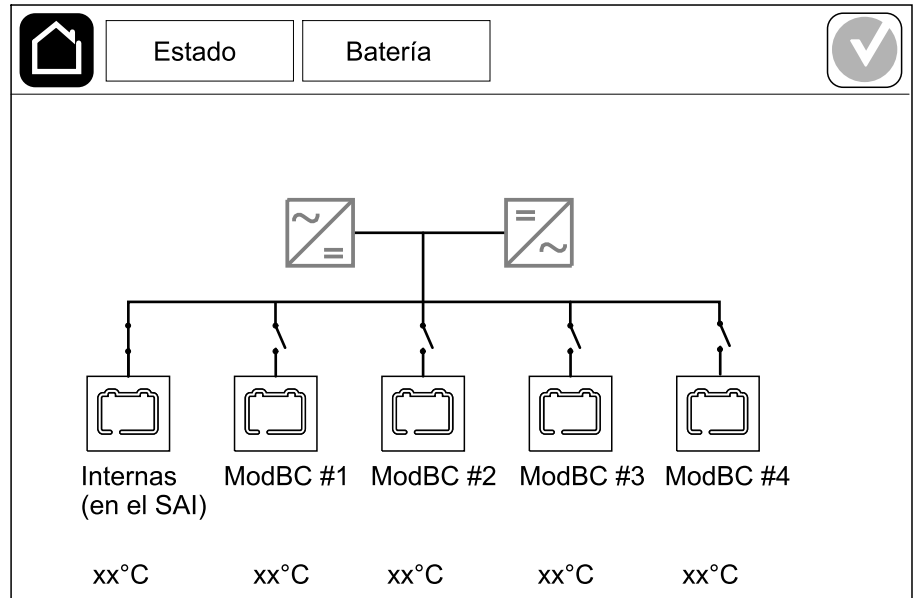 Estado
Batería
Internas
(en el SAI)
ModBC #1
ModBC #2
ModBC #3
ModBC #4
xx°C
xx°C
xx°C
xx°C
xx°C